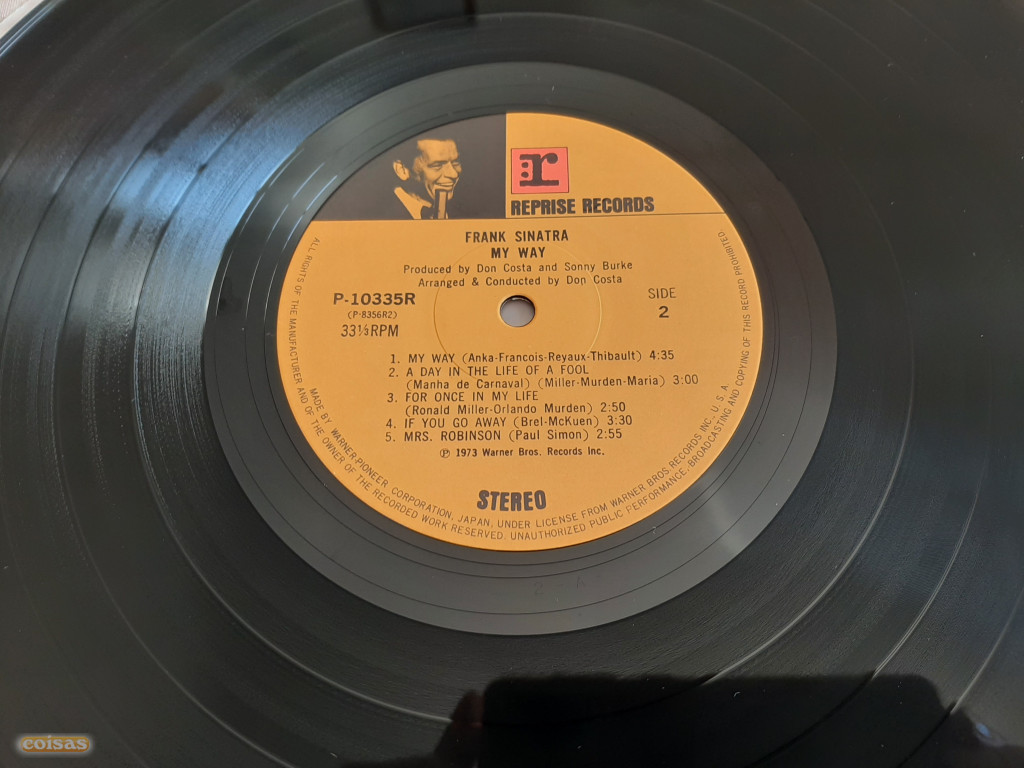 r
REPRISE RECORDS
FRANK SINATRA
MY WAY
Produced by Don Costa and Sonny Burke
Arranged & Conducted by Don Costa
P-10335R
(P-8356R2)
33⅓RPM
SIDE
2
1. MY WAY (Anka-Francois-Reyaux-Thibault) 4:35
2. A DAY IN THE LIFE OF A FOOL
(Manha de Carnaval) (Miller-Murden-Maria) 3:00
3. FOR ONCE IN MY LIFE
(Ronald Miller-Orlando Murden) 2:50
4. IF YOU GO AWAY (Brel-McKuen) 3:30
5. MRS. ROBINSON (Paul Simon) 2:55
Ⓟ 1973 Warner Bros. Records Inc.
STEREO
MADE BY WARNER-PIONEER CORPORATION, JAPAN, UNDER LICENSE FROM WARNER BROS. RECORDS INC., U.S.A.
ALL RIGHTS OF THE MANUFACTURER AND OF THE OWNER OF THE RECORDED WORK RESERVED. UNAUTHORIZED PUBLIC PERFORMANCE, BROADCASTING AND COPYING OF THIS RECORD PROHIBITED.
coisas